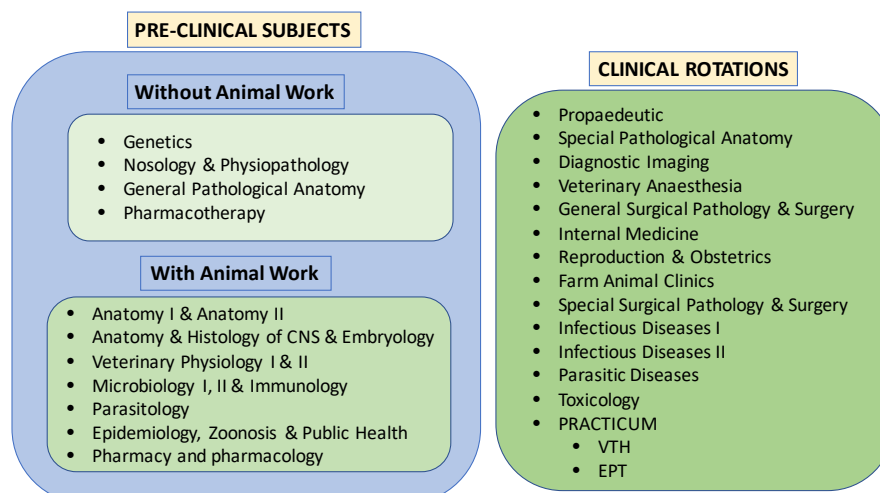 PRE-CLINICAL SUBJECTS
Without Animal Work
• Genetics
• Nosology & Physiopathology
• General Pathological Anatomy
• Pharmacotherapy
With Animal Work
• Anatomy I & Anatomy II
• Anatomy & Histology of CNS & Embryology
• Veterinary Physiology I & II
• Microbiology I, II & Immunology
• Parasitology
• Epidemiology, Zoonosis & Public Health
• Pharmacy and pharmacology
CLINICAL ROTATIONS
• Propaedeutic
• Special Pathological Anatomy
• Diagnostic Imaging
• Veterinary Anaesthesia
• General Surgical Pathology & Surgery
• Internal Medicine
• Reproduction & Obstetrics
• Farm Animal Clinics
• Special Surgical Pathology & Surgery
• Infectious Diseases I
• Infectious Diseases II
• Parasitic Diseases
• Toxicology
• PRACTICUM
• VTH
• EPT